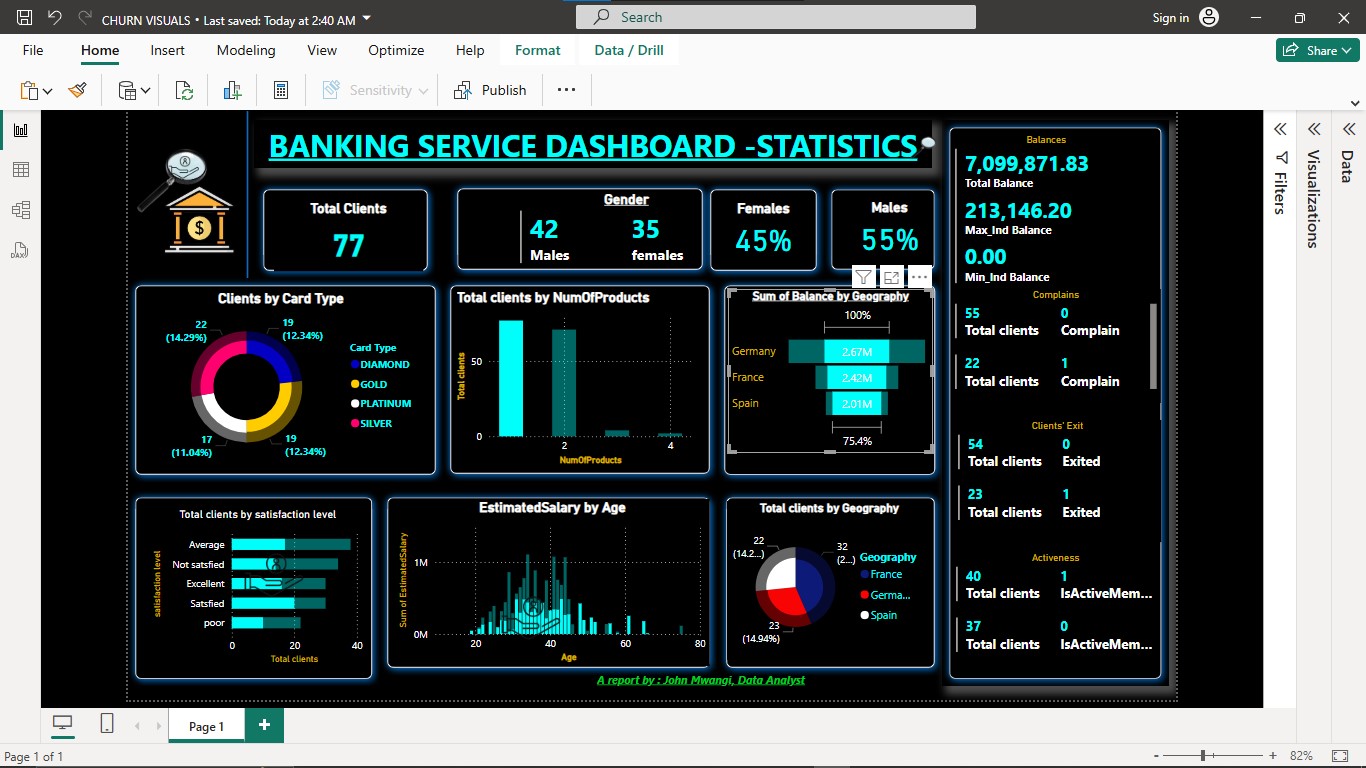 CHURN VISUALS • Last saved: Today at 2:40 AM
Search
Sign in
File
Home
Insert
Modeling
View
Optimize
Help
Format
Data / Drill
Share
Sensitivity
Publish
BANKING SERVICE DASHBOARD -STATISTICS
Total Clients
77
Gender
42
Males
35
females
Females
45%
Males
55%
Clients by Card Type
22
(14.29%)
19
(12.34%)
17
(11.04%)
19
(12.34%)
Card Type
DIAMOND
GOLD
PLATINUM
SILVER
Total clients by NumOfProducts
Total clients
50
0
2
4
NumOfProducts
Sum of Balance by Geography
100%
Germany
2.67M
France
2.42M
Spain
2.01M
75.4%
Total clients by satisfaction level
satisfaction level
Average
Not satsfied
Excellent
Satsfied
poor
0
20
40
Total clients
EstimatedSalary by Age
Sum of EstimatedSalary
1M
0M
20
40
60
80
Age
Total clients by Geography
22
(14.2...)
32
(2...)
23
(14.94%)
Geography
France
Germa...
Spain
A report by : John Mwangi, Data Analyst
Balances
7,099,871.83
Total Balance
213,146.20
Max_Ind Balance
0.00
Min_Ind Balance
Complains
55
0
Total clients
Complain
22
1
Total clients
Complain
Clients' Exit
54
0
Total clients
Exited
23
1
Total clients
Exited
Activeness
40
1
Total clients
IsActiveMem...
37
0
Total clients
IsActiveMem...
Filters
Visualizations
Data
DAX
Page 1
Page 1 of 1
82%